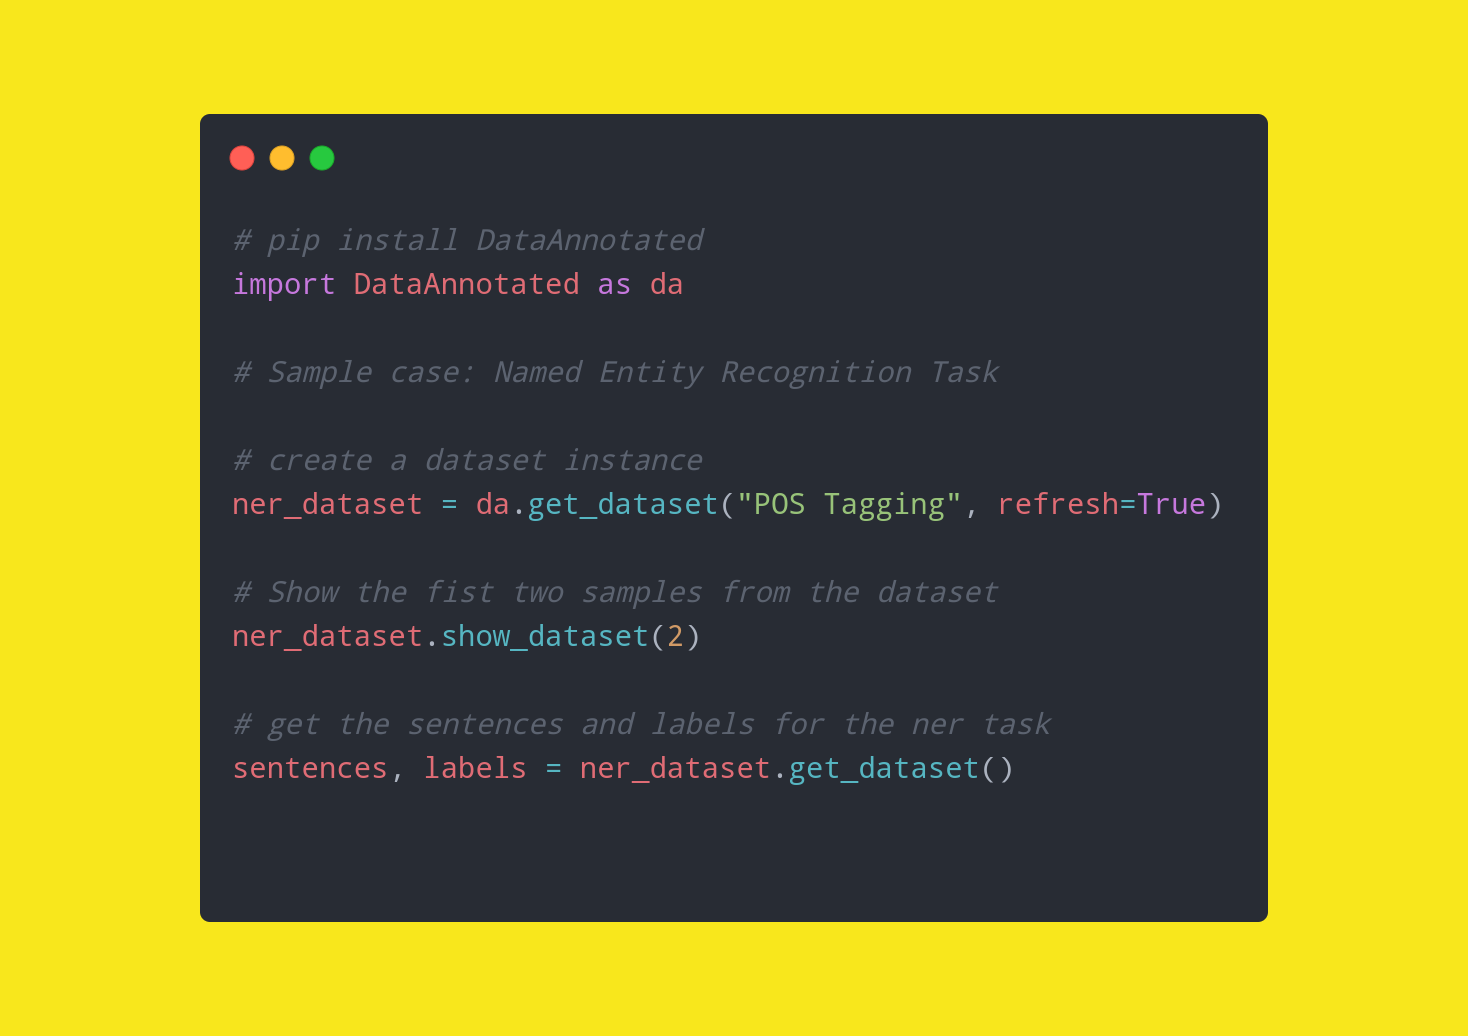 # pip install DataAnnotated
import DataAnnotated as da
# Sample case: Named Entity Recognition Task
# create a dataset instance
ner_dataset = da.get_dataset("POS Tagging", refresh=True)
# Show the fist two samples from the dataset
ner_dataset.show_dataset(2)
# get the sentences and labels for the ner task
sentences, labels = ner_dataset.get_dataset()